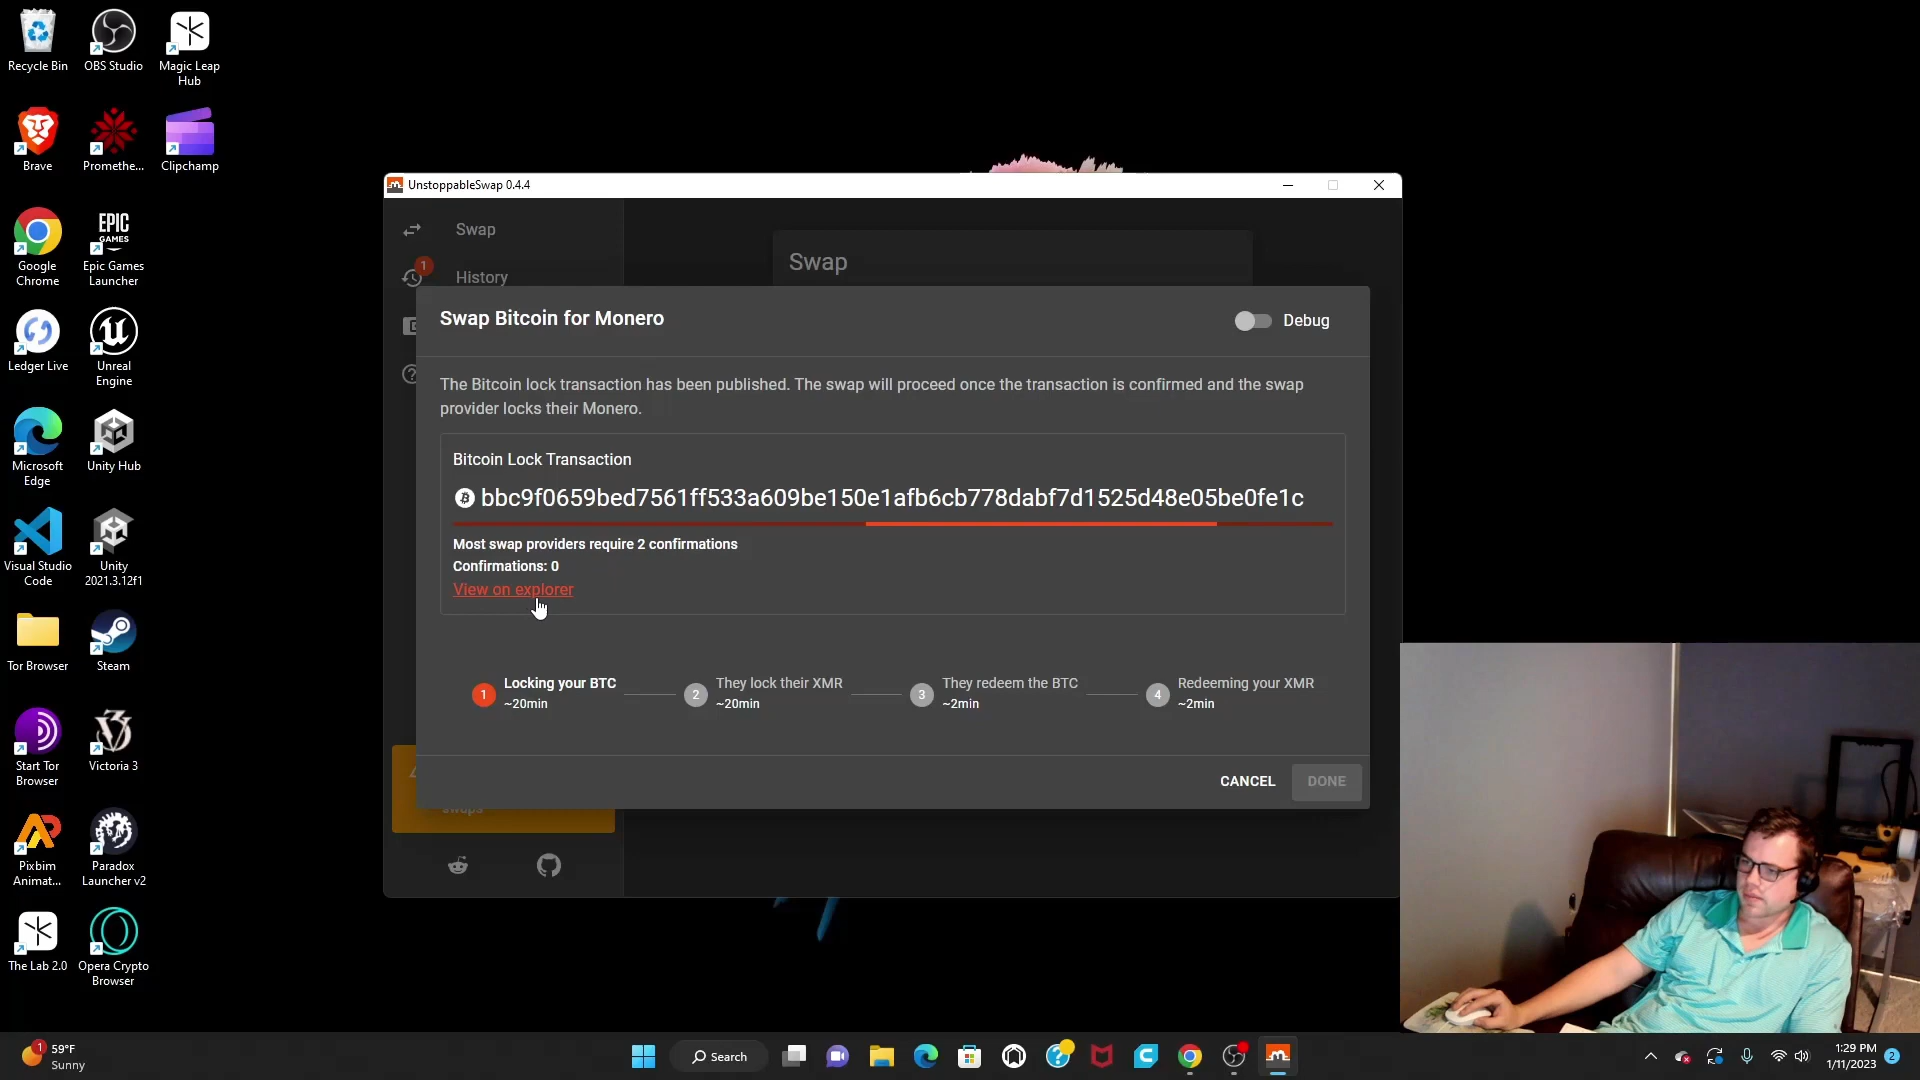 Recycle Bin
OBS Studio
Magic Leap
Hub
Brave
Promethe...
Clipchamp
Google
Chrome
EPIC
GAMES
Epic Games
Launcher
Ledger Live
Unreal
Engine
Microsoft
Edge
Unity Hub
Visual Studio
Code
Unity
2021.3.12f1
Tor Browser
Steam
Start Tor
Browser
Victoria 3
Pixbim
Animat...
Paradox
Launcher v2
The Lab 2.0
Opera Crypto
Browser
UnstoppableSwap 0.4.4
Swap
1
History
Swap
Swap Bitcoin for Monero
Debug
The Bitcoin lock transaction has been published. The swap will proceed once the transaction is confirmed and the swap
provider locks their Monero.
Bitcoin Lock Transaction
bbc9f0659bed7561ff533a609be150e1afb6cb778dabf7d1525d48e05be0fe1c
Most swap providers require 2 confirmations
Confirmations: 0
View on explorer
1 Locking your BTC
~20min
2 They lock their XMR
~20min
3 They redeem the BTC
~2min
4 Redeeming your XMR
~2min
CANCEL
DONE
swaps
1
59°F
Sunny
Search
1:29 PM
1/11/2023
2